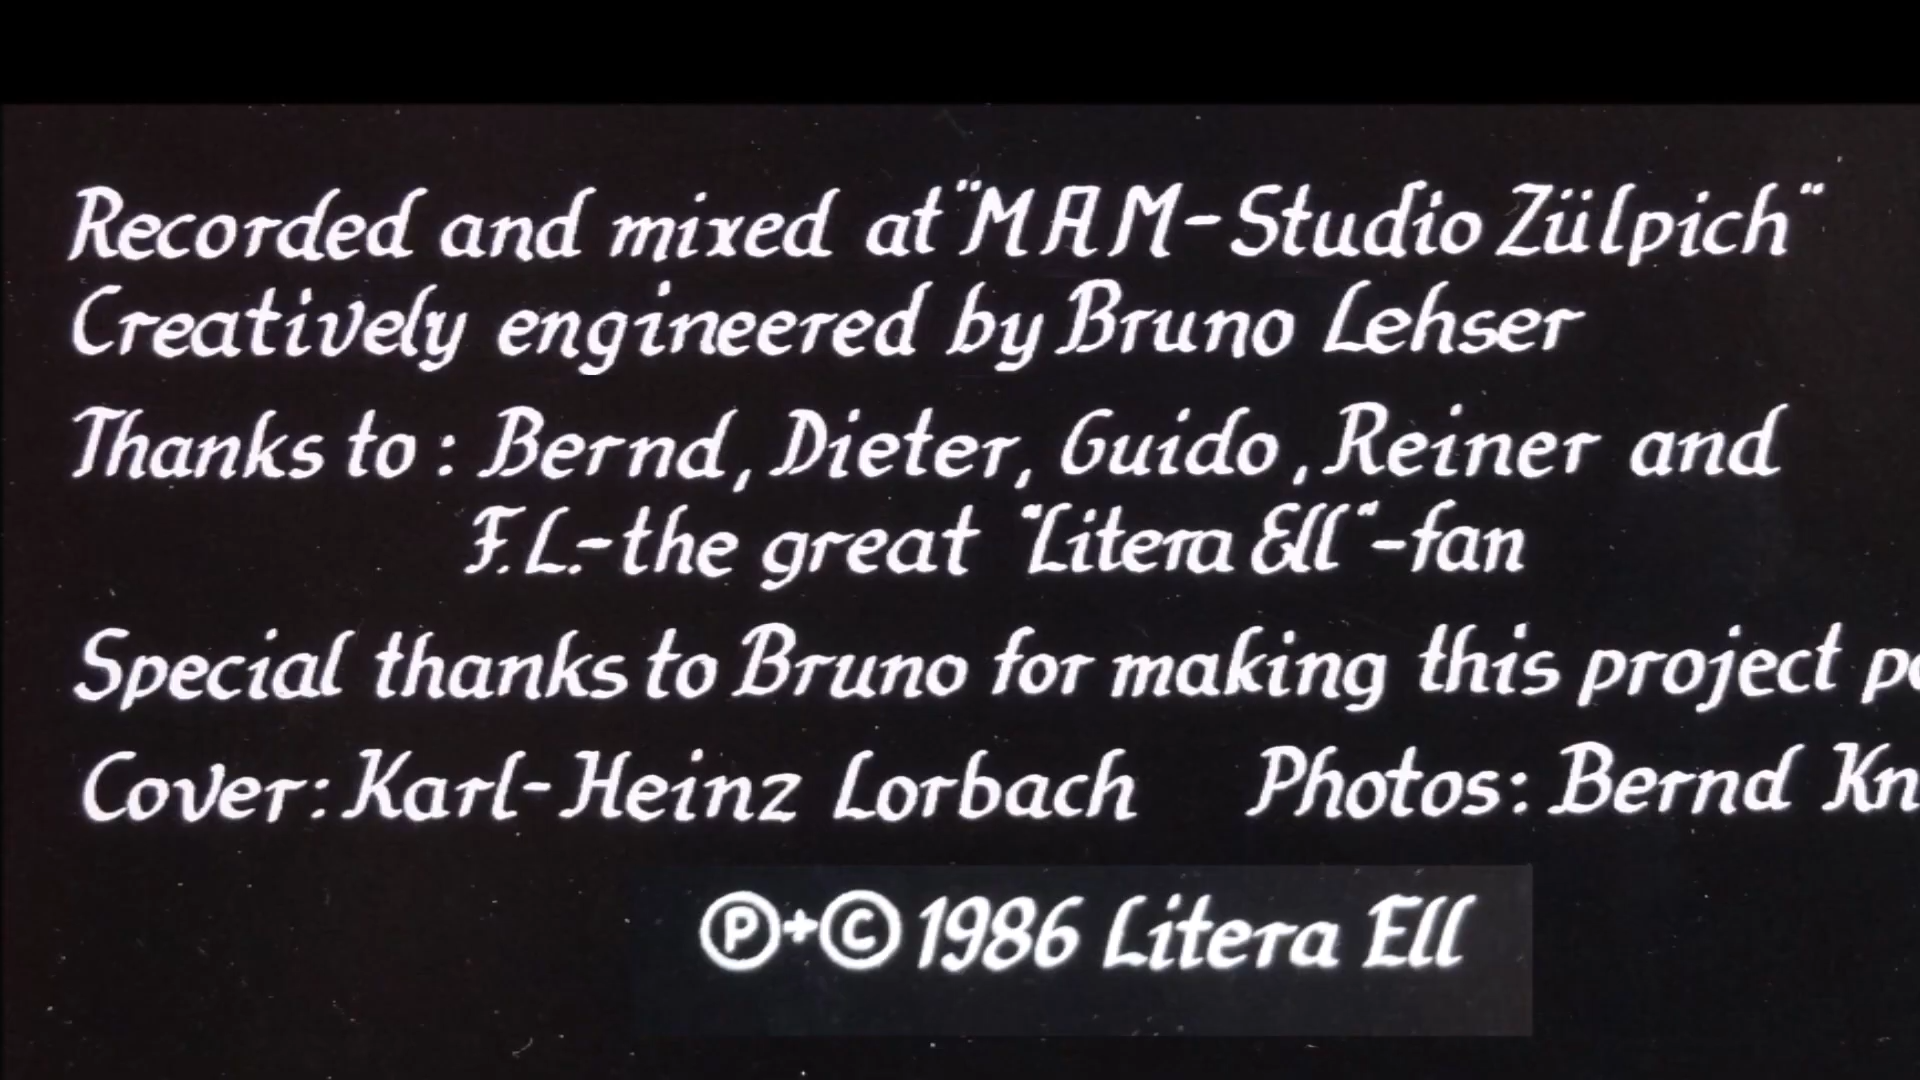 Recorded and mixed at "MAM-Studio Zülpich"
Creatively engineered by Bruno Lehser
Thanks to: Bernd, Dieter, Guido, Reiner and
F.L.-the great "Litera Ell"-fan
Special thanks to Bruno for making this project
Cover: Karl-Heinz Lorbach Photos: Bernd
Ⓟ+© 1986 Litera Ell